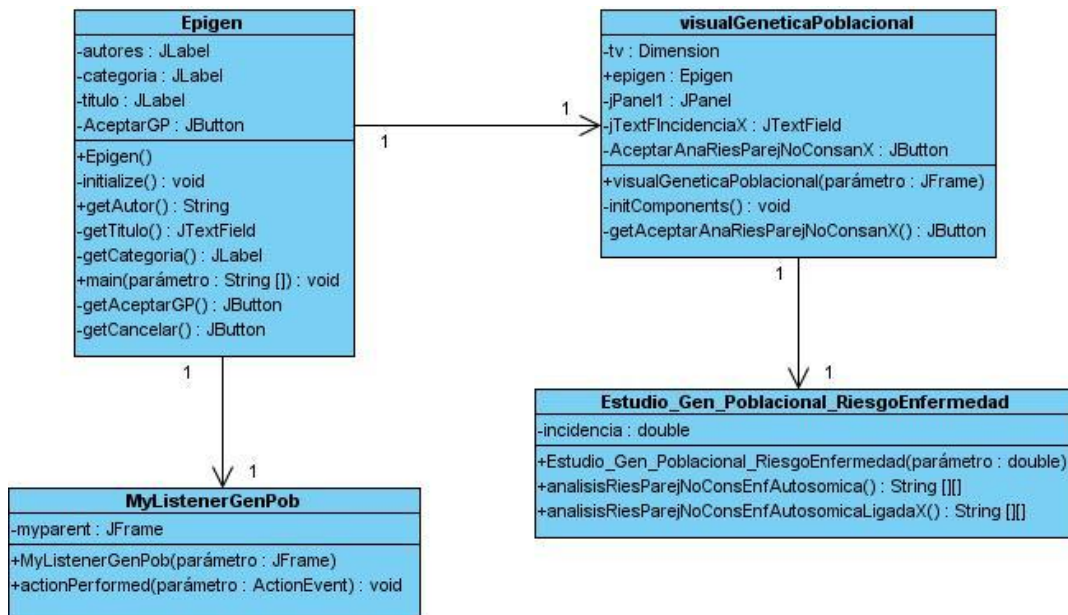 Epigen
-autores : JLabel
-categoria : JLabel
-titulo : JLabel
-AceptarGP : JButton
+Epigen()
-initialize() : void
+getAutor() : String
-getTitulo() : JTextField
-getCategoria() : JLabel
+main(parámetro : String []) : void
-getAceptarGP() : JButton
-getCancelar() : JButton
1
1
visualGeneticaPoblacional
-tv : Dimension
+epigen : Epigen
-jPanel1 : JPanel
-jTextFIncidenciaX : JTextField
-AceptarAnaRiesParejNoConsanX : JButton
+visualGeneticaPoblacional(parámetro : JFrame)
-initComponents() : void
-getAceptarAnaRiesParejNoConsanX() : JButton
1
1
1
1
MyListenerGenPob
-myparent : JFrame
+MyListenerGenPob(parámetro : JFrame)
+actionPerformed(parámetro : ActionEvent) : void
Estudio_Gen_Poblacional_RiesgoEnfermedad
-incidencia : double
+Estudio_Gen_Poblacional_RiesgoEnfermedad(parámetro : double)
+analisisRiesParejNoConsEnfAutosomica() : String [][]
+analisisRiesParejNoConsEnfAutosomicaLigadaX() : String [][]